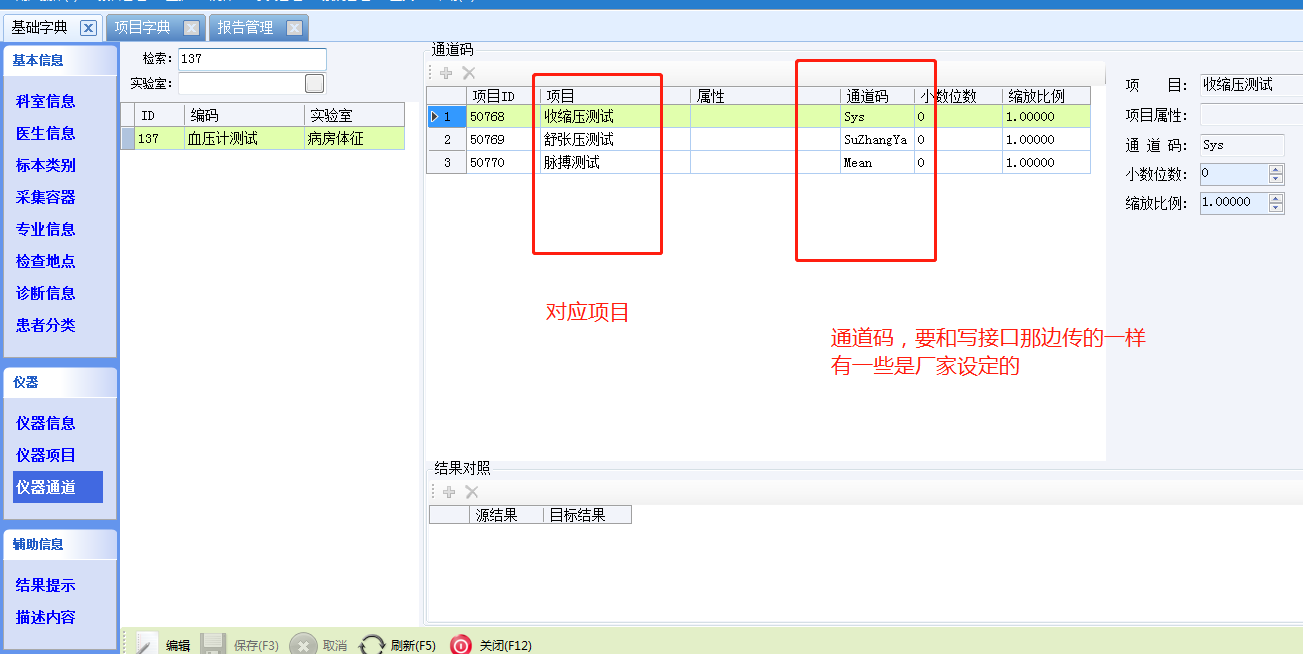 基础字典
项目字典
报告管理
基本信息
科室信息
医生信息
标本类别
采集容器
专业信息
检查地点
诊断信息
患者分类
仪器
仪器信息
仪器项目
仪器通道
辅助信息
结果提示
描述内容
检索: 137
实验室:
ID 编码 实验室
137 血压计测试 病房体征
通道码
项目ID 项目 属性 通道码 小数位数 缩放比例
1 50768 收缩压测试 Sys 0 1.00000
2 50769 舒张压测试 SuZhangYa 0 1.00000
3 50770 脉搏测试 Mean 0 1.00000
对应项目
通道码，要和写接口那边传的一样
有一些是厂家设定的
项 目: 收缩压测试
项目属性:
通 道 码: Sys
小数位数: 0
缩放比例: 1.00000
结果对照
源结果 目标结果
编辑 保存(F3) 取消 刷新(F5) 关闭(F12)